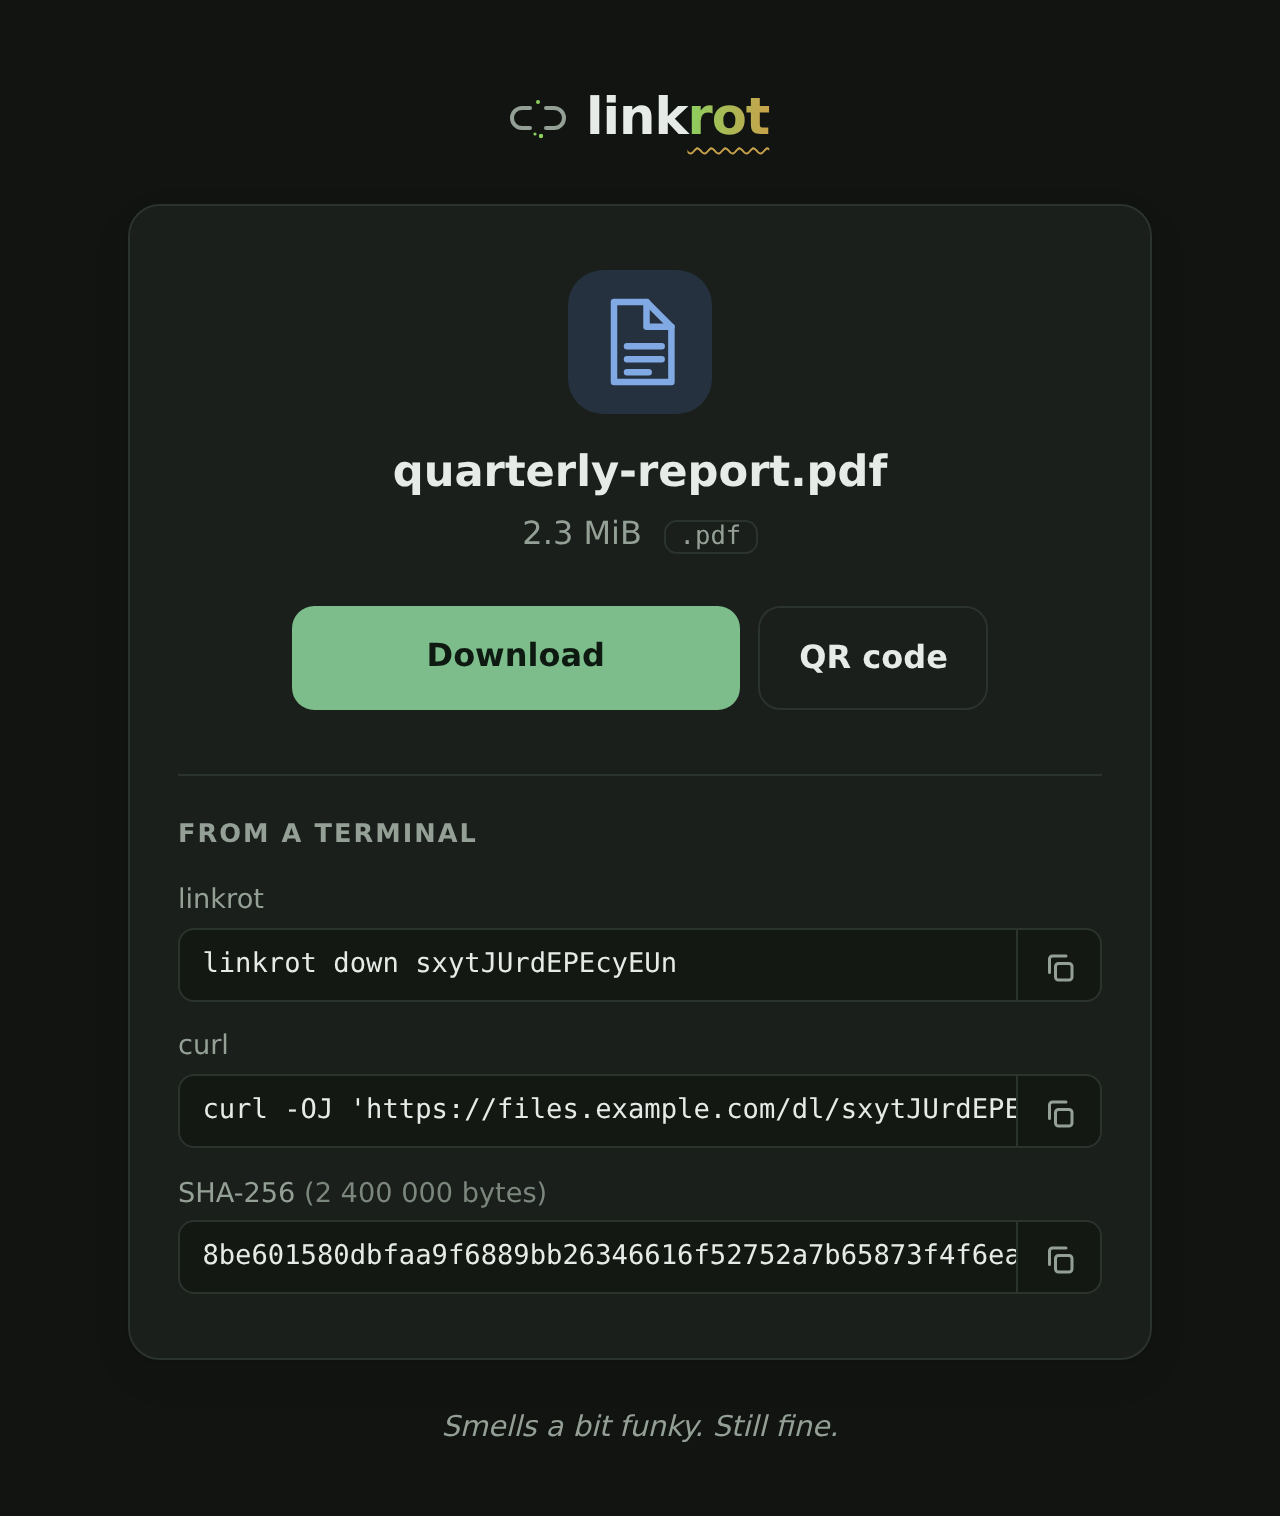 linkrot
quarterly-report.pdf
2.3 MiB .pdf
Download QR code
FROM A TERMINAL
linkrot
linkrot down sxytJUrdEPEcyEUn
curl
curl -OJ 'https://files.example.com/dl/sxytJUrdEPE
SHA-256 (2 400 000 bytes)
8be601580dbfaa9f6889bb26346616f52752a7b65873f4f6ea
Smells a bit funky. Still fine.